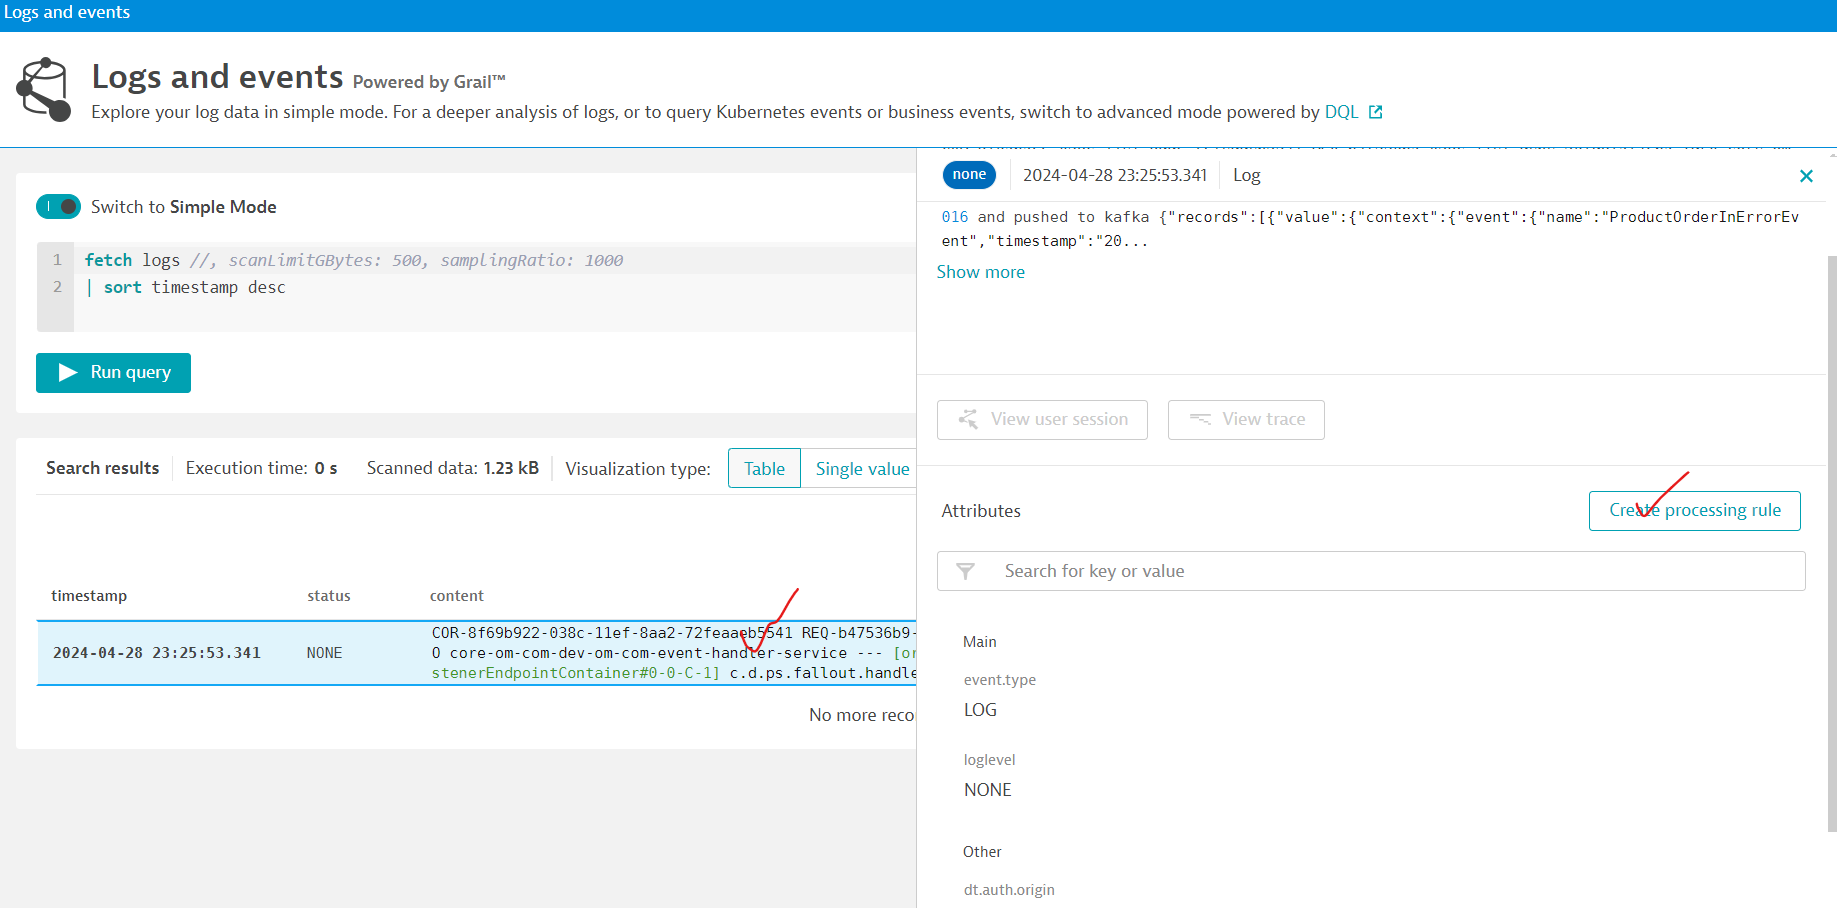 Logs and events
Logs and events Powered by Grail™
Explore your log data in simple mode. For a deeper analysis of logs, or to query Kubernetes events or business events, switch to advanced mode powered by DQL
Switch to Simple Mode
1 fetch logs //, scanLimitGBytes: 500, samplingRatio: 1000
2 | sort timestamp desc
Run query
Search results Execution time: 0 s Scanned data: 1.23 kB Visualization type: Table Single value
timestamp status content
COR-8f69b922-038c-11ef-8aa2-72feaaeb5541 REQ-b47536b9-
2024-04-28 23:25:53.341 NONE O core-om-com-dev-om-com-event-handler-service --- [or
stenerEndpointContainer#0-0-C-1] c.d.ps.fallout.handle
No more reco
none 2024-04-28 23:25:53.341 Log
016 and pushed to kafka {"records":[{"value":{"context":{"event":{"name":"ProductOrderInErrorEv
ent","timestamp":"20...
Show more
View user session View trace
Attributes Create processing rule
Search for key or value
Main
event.type
LOG
loglevel
NONE
Other
dt.auth.origin